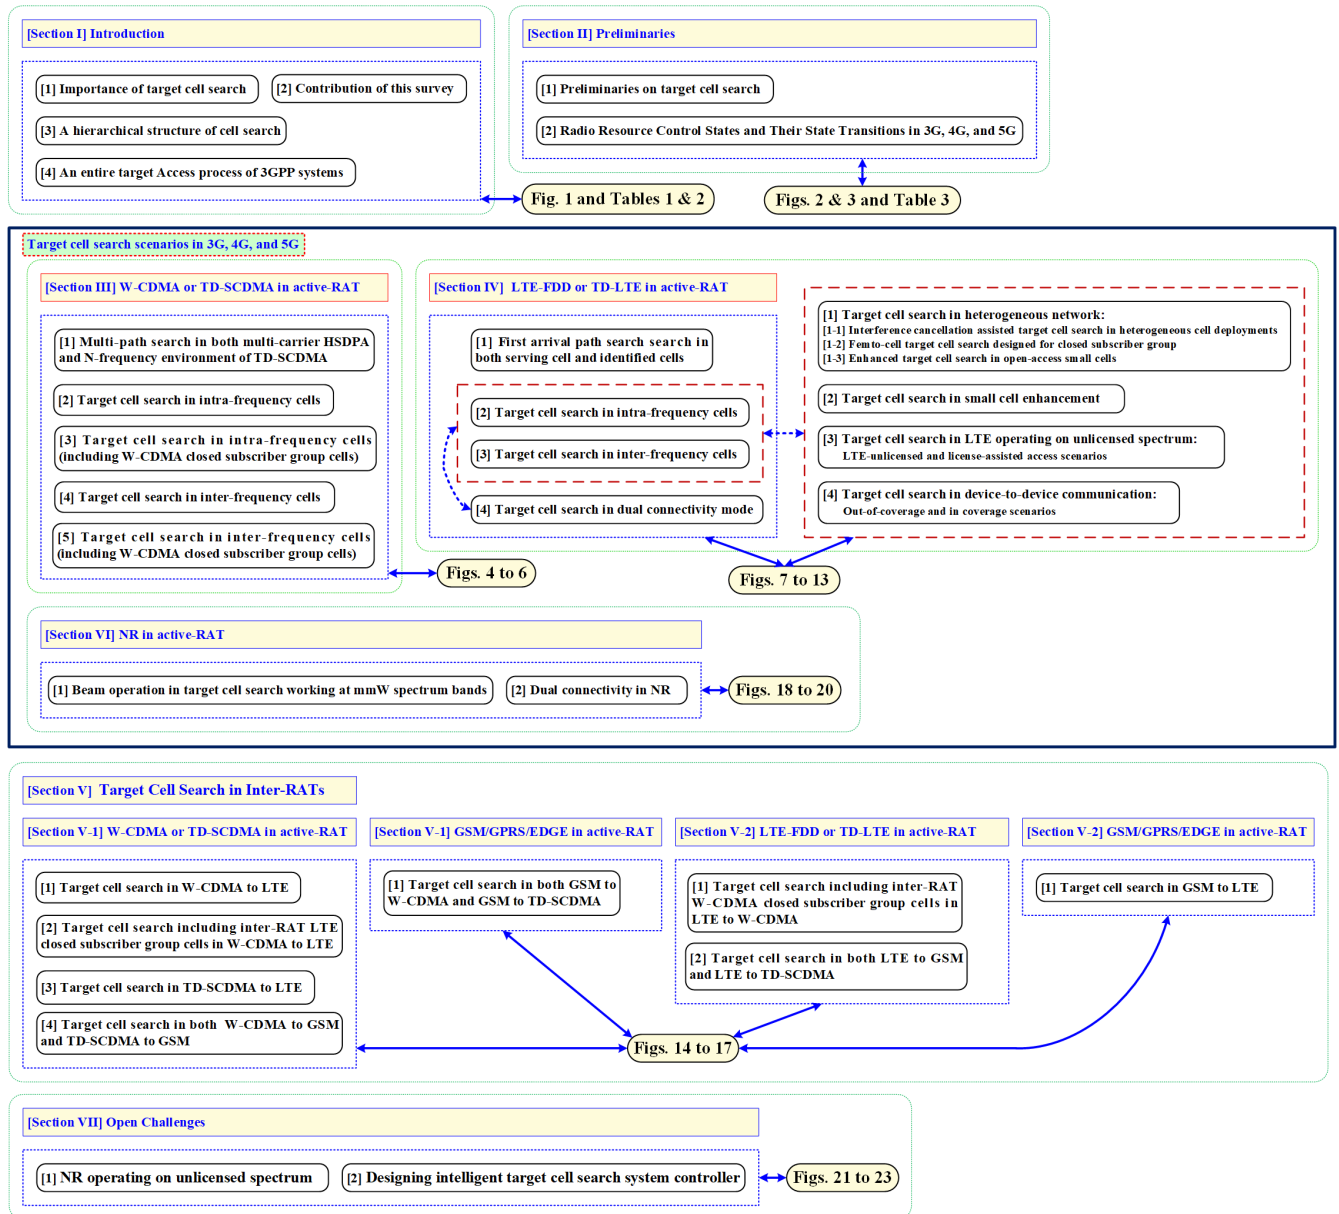 [Section I] Introduction
[1] Importance of target cell search
[2] Contribution of this survey
[3] A hierarchical structure of cell search
[4] An entire target Access process of 3GPP systems
Fig. 1 and Tables 1 & 2
[Section II] Preliminaries
[1] Preliminaries on target cell search
[2] Radio Resource Control States and Their State Transitions in 3G, 4G, and 5G
Figs. 2 & 3 and Table 3
Target cell search scenarios in 3G, 4G, and 5G
[Section III] W-CDMA or TD-SCDMA in active-RAT
[1] Multi-path search in both multi-carrier HSDPA
and N-frequency environment of TD-SCDMA
[2] Target cell search in intra-frequency cells
[3] Target cell search in intra-frequency cells
(including W-CDMA closed subscriber group cells)
[4] Target cell search in inter-frequency cells
[5] Target cell search in inter-frequency cells
(including W-CDMA closed subscriber group cells)
Figs. 4 to 6
[Section IV] LTE-FDD or TD-LTE in active-RAT
[1] First arrival path search search in
both serving cell and identified cells
[2] Target cell search in intra-frequency cells
[3] Target cell search in inter-frequency cells
[4] Target cell search in dual connectivity mode
[1] Target cell search in heterogeneous network:
[1-1] Interference cancellation assisted target cell search in heterogeneous cell deployments
[1-2] Femto-cell target cell search designed for closed subscriber group
[1-3] Enhanced target cell search in open-access small cells
[2] Target cell search in small cell enhancement
[3] Target cell search in LTE operating on unlicensed spectrum:
LTE-unlicensed and license-assisted access scenarios
[4] Target cell search in device-to-device communication:
Out-of-coverage and in coverage scenarios
Figs. 7 to 13
[Section VI] NR in active-RAT
[1] Beam operation in target cell search working at mmW spectrum bands
[2] Dual connectivity in NR
Figs. 18 to 20
[Section V] Target Cell Search in Inter-RATs
[Section V-1] W-CDMA or TD-SCDMA in active-RAT
[1] Target cell search in W-CDMA to LTE
[2] Target cell search including inter-RAT LTE
closed subscriber group cells in W-CDMA to LTE
[3] Target cell search in TD-SCDMA to LTE
[4] Target cell search in both W-CDMA to GSM
and TD-SCDMA to GSM
[Section V-1] GSM/GPRS/EDGE in active-RAT
[1] Target cell search in both GSM to
W-CDMA and GSM to TD-SCDMA
[Section V-2] LTE-FDD or TD-LTE in active-RAT
[1] Target cell search including inter-RAT
W-CDMA closed subscriber group cells in
LTE to W-CDMA
[2] Target cell search in both LTE to GSM
and LTE to TD-SCDMA
[Section V-2] GSM/GPRS/EDGE in active-RAT
[1] Target cell search in GSM to LTE
Figs. 14 to 17
[Section VII] Open Challenges
[1] NR operating on unlicensed spectrum
[2] Designing intelligent target cell search system controller
Figs. 21 to 23